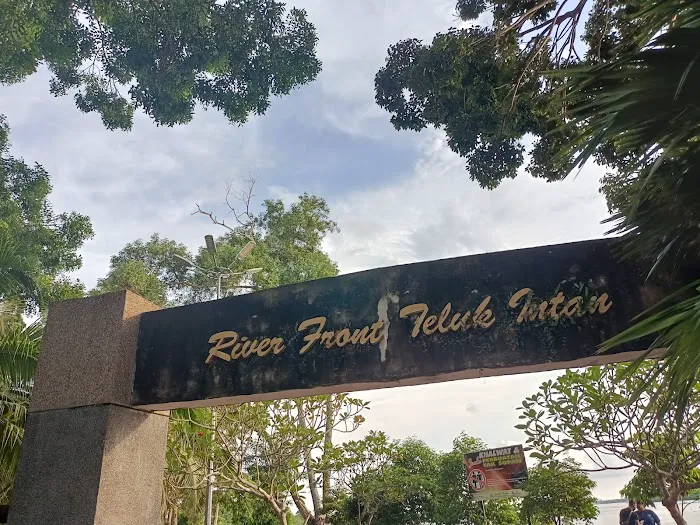 River Front Teluk Intan